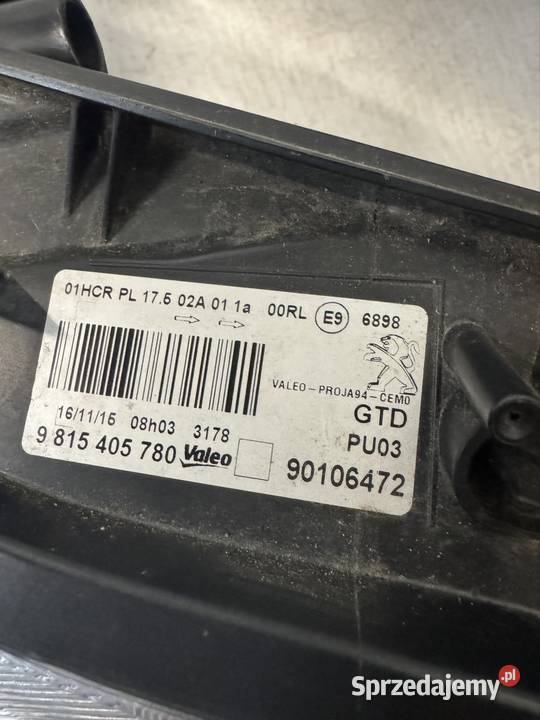 01HCR PL 17.5 02A 01 1a 00RL E9 6898
VALEO-PROJA94-CEMO
GTD
16/11/15 08h03 3178
PU03
9 815 405 780 Valeo
90106472
Sprzedajemy.pl